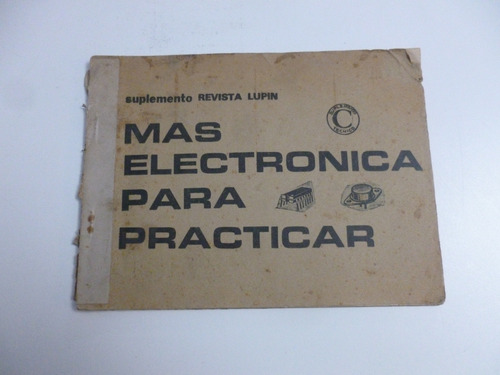 suplemento REVISTA LUPIN
MAS
ELECTRONICA
PARA
PRACTICAR
C